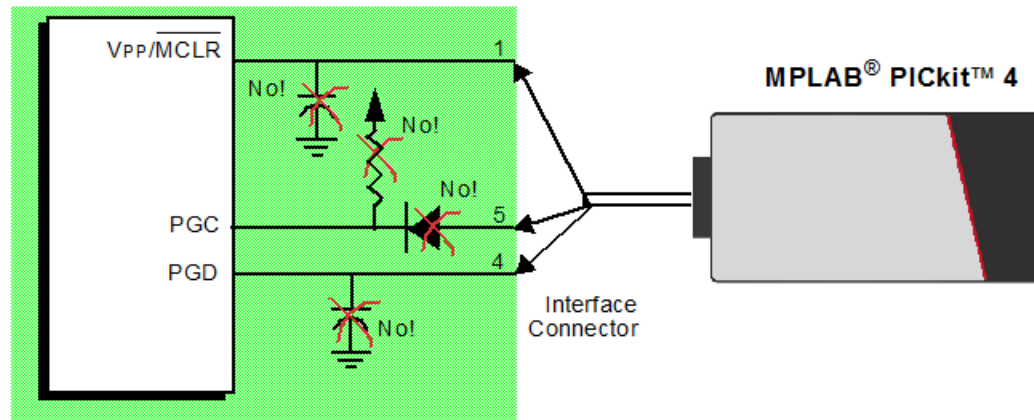 VPP/MCLR
1
MPLAB® PICkit™ 4
No!
No!
No!
PGC
5
PGD
4
No!
Interface
Connector